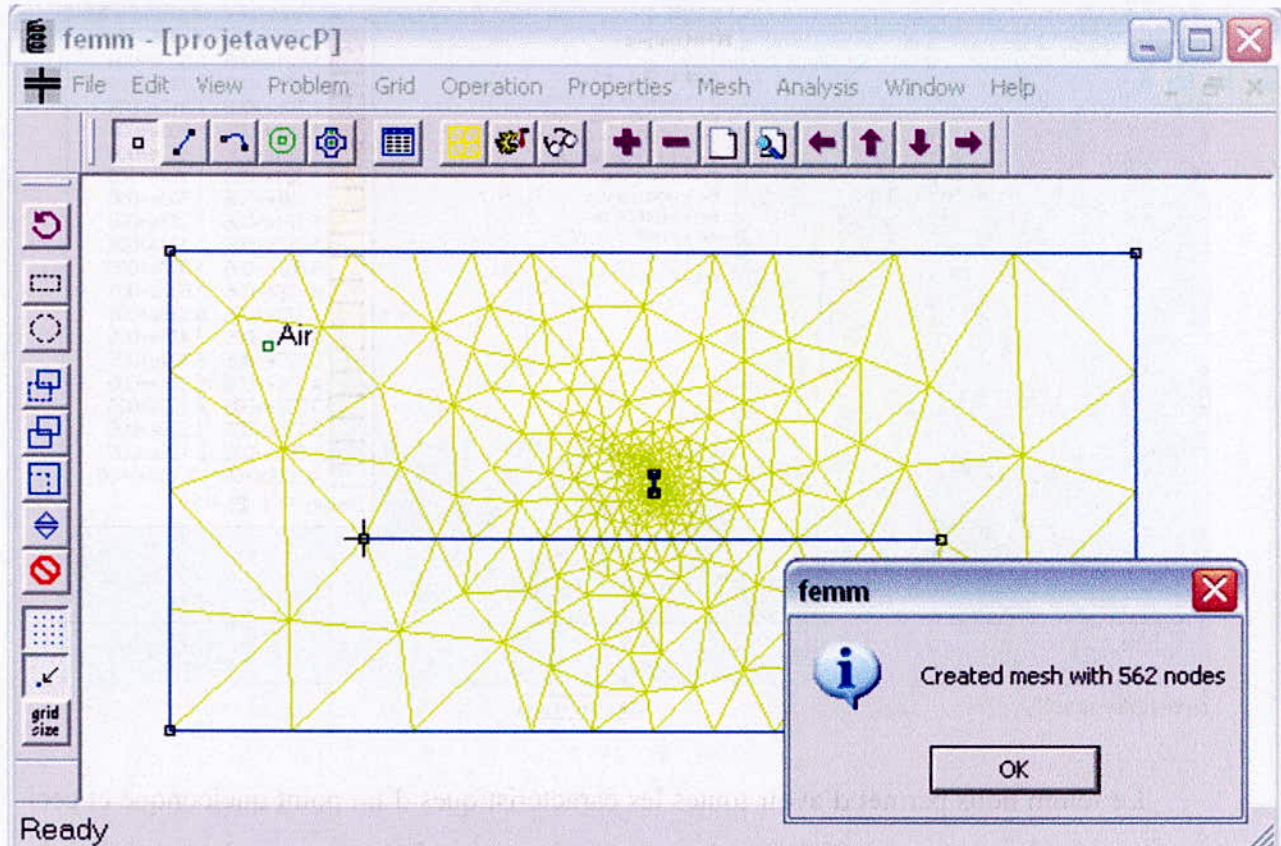 femm - [projetavecP]
File Edit View Problem Grid Operation Properties Mesh Analysis Window Help
grid
size
Air
femm
Created mesh with 562 nodes
OK
Ready